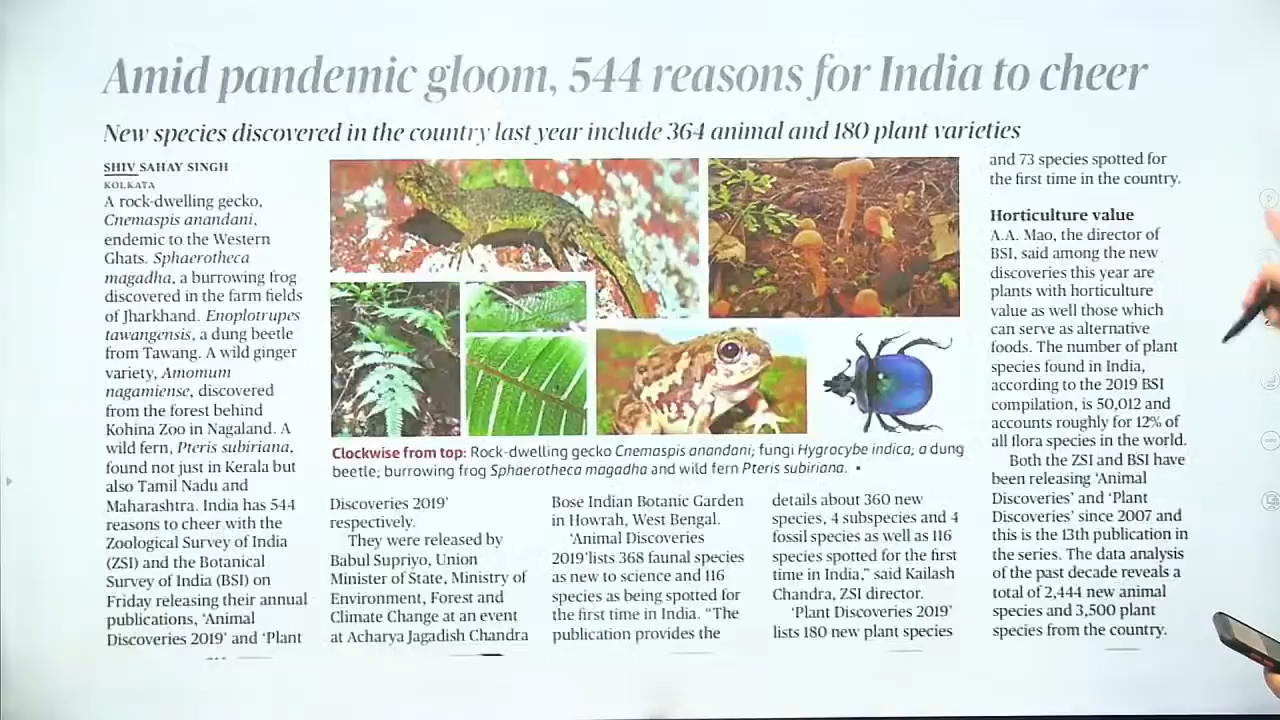 Amid pandemic gloom, 544 reasons for India to cheer
New species discovered in the country last year include 364 animal and 180 plant varieties
SHIV SAHAY SINGH
KOLKATA
A rock-dwelling gecko,
Cnemaspis anandani,
endemic to the Western
Ghats. Sphaerotheca
magadha, a burrowing frog
discovered in the farm fields
of Jharkhand. Enoplotrupes
tawangensis, a dung beetle
from Tawang. A wild ginger
variety, Amomum
nagamiense, discovered
from the forest behind
Kohina Zoo in Nagaland. A
wild fern, Pteris subiriana,
found not just in Kerala but
also Tamil Nadu and
Maharashtra. India has 544
reasons to cheer with the
Zoological Survey of India
(ZSI) and the Botanical
Survey of India (BSI) on
Friday releasing their annual
publications, ‘Animal
Discoveries 2019’ and ‘Plant
Clockwise from top: Rock-dwelling gecko Cnemaspis anandani; fungi Hygrocybe indica; a dung
beetle; burrowing frog Sphaerotheca magadha and wild fern Pteris subiriana. •
Discoveries 2019’
respectively.
They were released by
Babul Supriyo, Union
Minister of State, Ministry of
Environment, Forest and
Climate Change at an event
at Acharya Jagadish Chandra
Bose Indian Botanic Garden
in Howrah, West Bengal.
‘Animal Discoveries
2019’lists 368 faunal species
as new to science and 116
species as being spotted for
the first time in India. “The
publication provides the
details about 360 new
species, 4 subspecies and 4
fossil species as well as 116
species spotted for the first
time in India,” said Kailash
Chandra, ZSI director.
‘Plant Discoveries 2019’
lists 180 new plant species
and 73 species spotted for
the first time in the country.
Horticulture value
A.A. Mao, the director of
BSI, said among the new
discoveries this year are
plants with horticulture
value as well those which
can serve as alternative
foods. The number of plant
species found in India,
according to the 2019 BSI
compilation, is 50,012 and
accounts roughly for 12% of
all flora species in the world.
Both the ZSI and BSI have
been releasing ‘Animal
Discoveries’ and ‘Plant
Discoveries’ since 2007 and
this is the 13th publication in
the series. The data analysis
of the past decade reveals a
total of 2,444 new animal
species and 3,500 plant
species from the country.